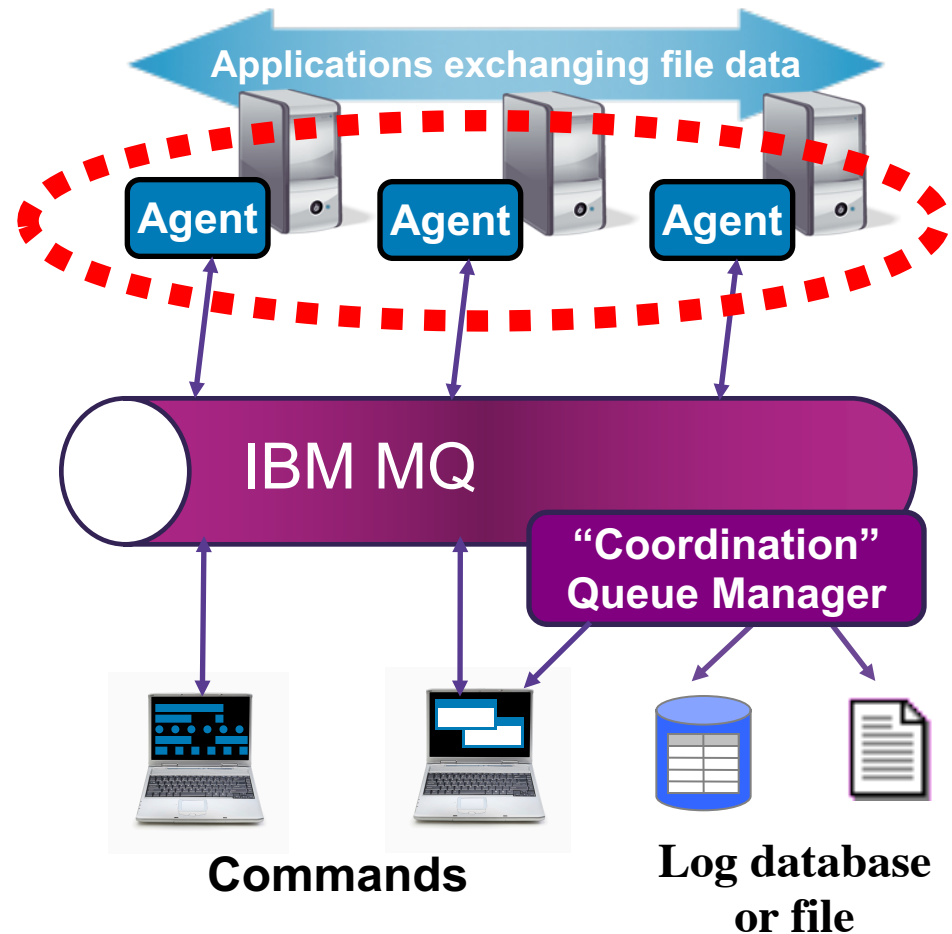 Applications exchanging file data
Agent
Agent
Agent
IBM MQ
“Coordination”
Queue Manager
Commands
Log database
or file